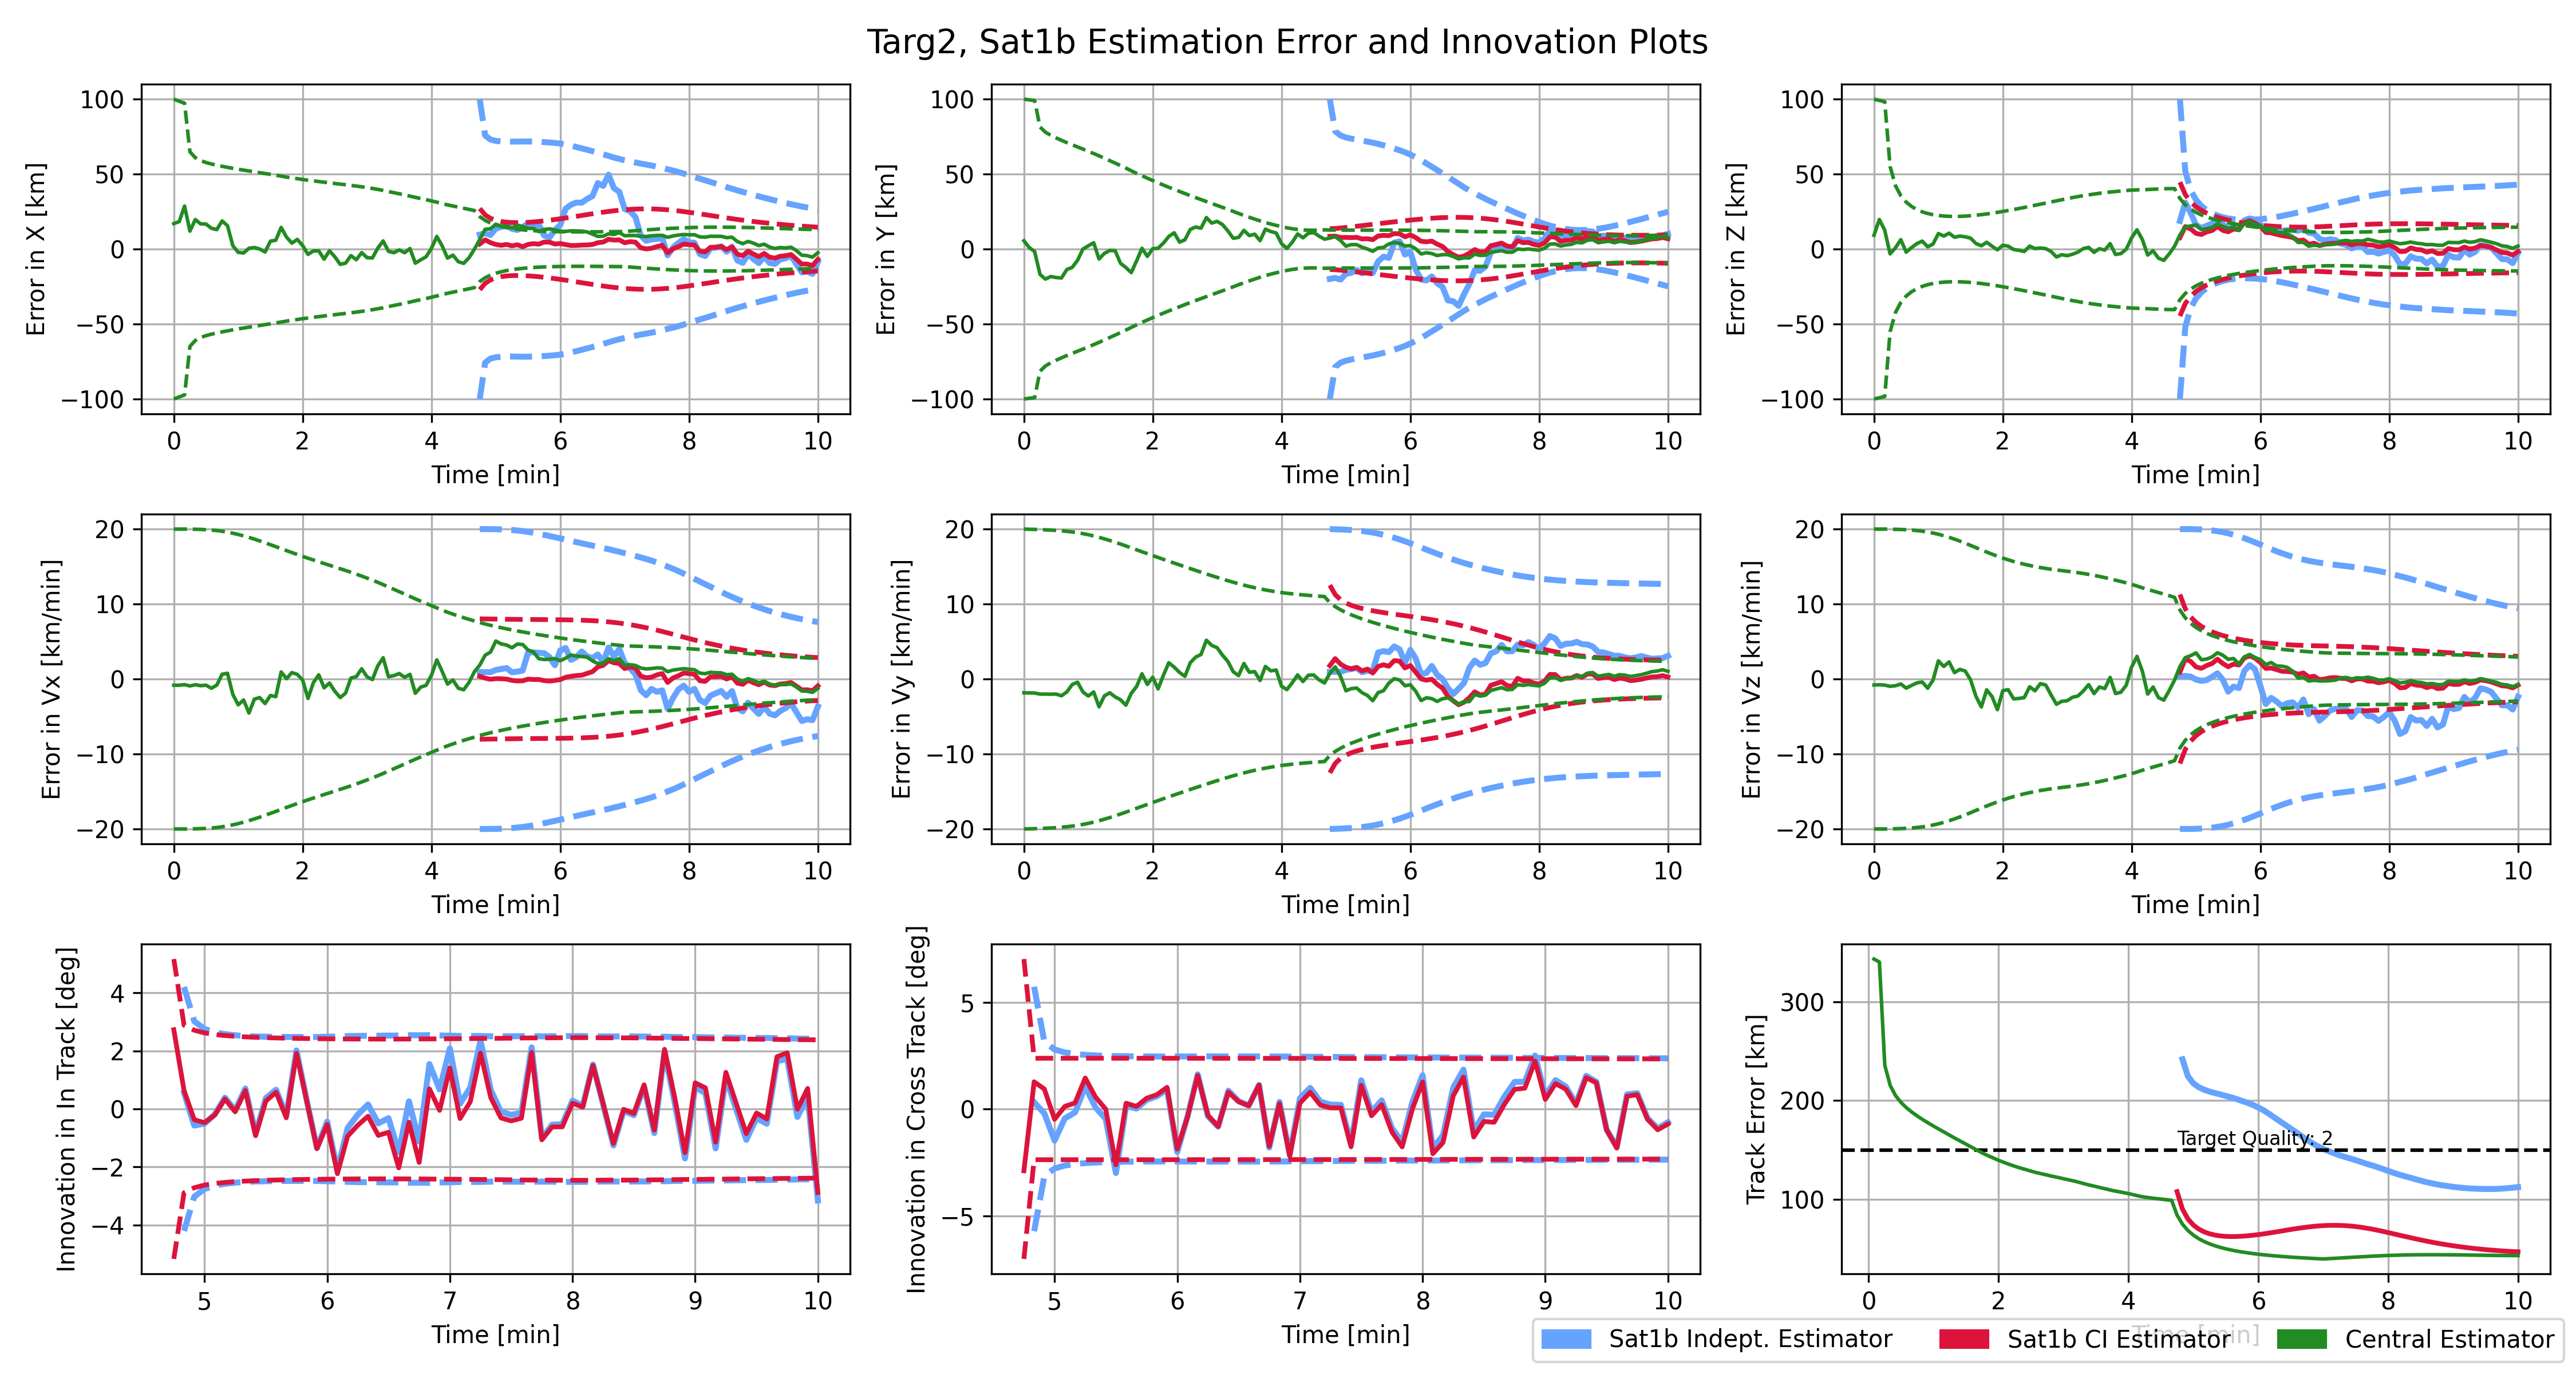 Targ2, Sat1b Estimation Error and Innovation Plots
Error in X [km]
100
50
0
−50
−100
0 2 4 6 8 10
Time [min]
Error in Y [km]
100
50
0
−50
−100
0 2 4 6 8 10
Time [min]
Error in Z [km]
100
50
0
−50
−100
0 2 4 6 8 10
Time [min]
Error in Vx [km/min]
20
10
0
−10
−20
0 2 4 6 8 10
Time [min]
Error in Vy [km/min]
20
10
0
−10
−20
0 2 4 6 8 10
Time [min]
Error in Vz [km/min]
20
10
0
−10
−20
0 2 4 6 8 10
Time [min]
Innovation in In Track [deg]
4
2
0
−2
−4
5 6 7 8 9 10
Time [min]
Innovation in Cross Track [deg]
5
0
−5
5 6 7 8 9 10
Time [min]
Track Error [km]
300
200
100
Target Quality: 2
0 2 4 6 8 10
Time [min]
Sat1b Indept. Estimator Sat1b CI Estimator Central Estimator